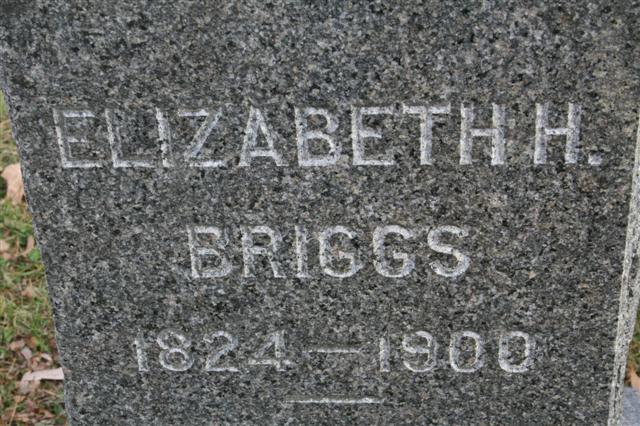 ELIZABETH H.
BRIGGS
1824—1900